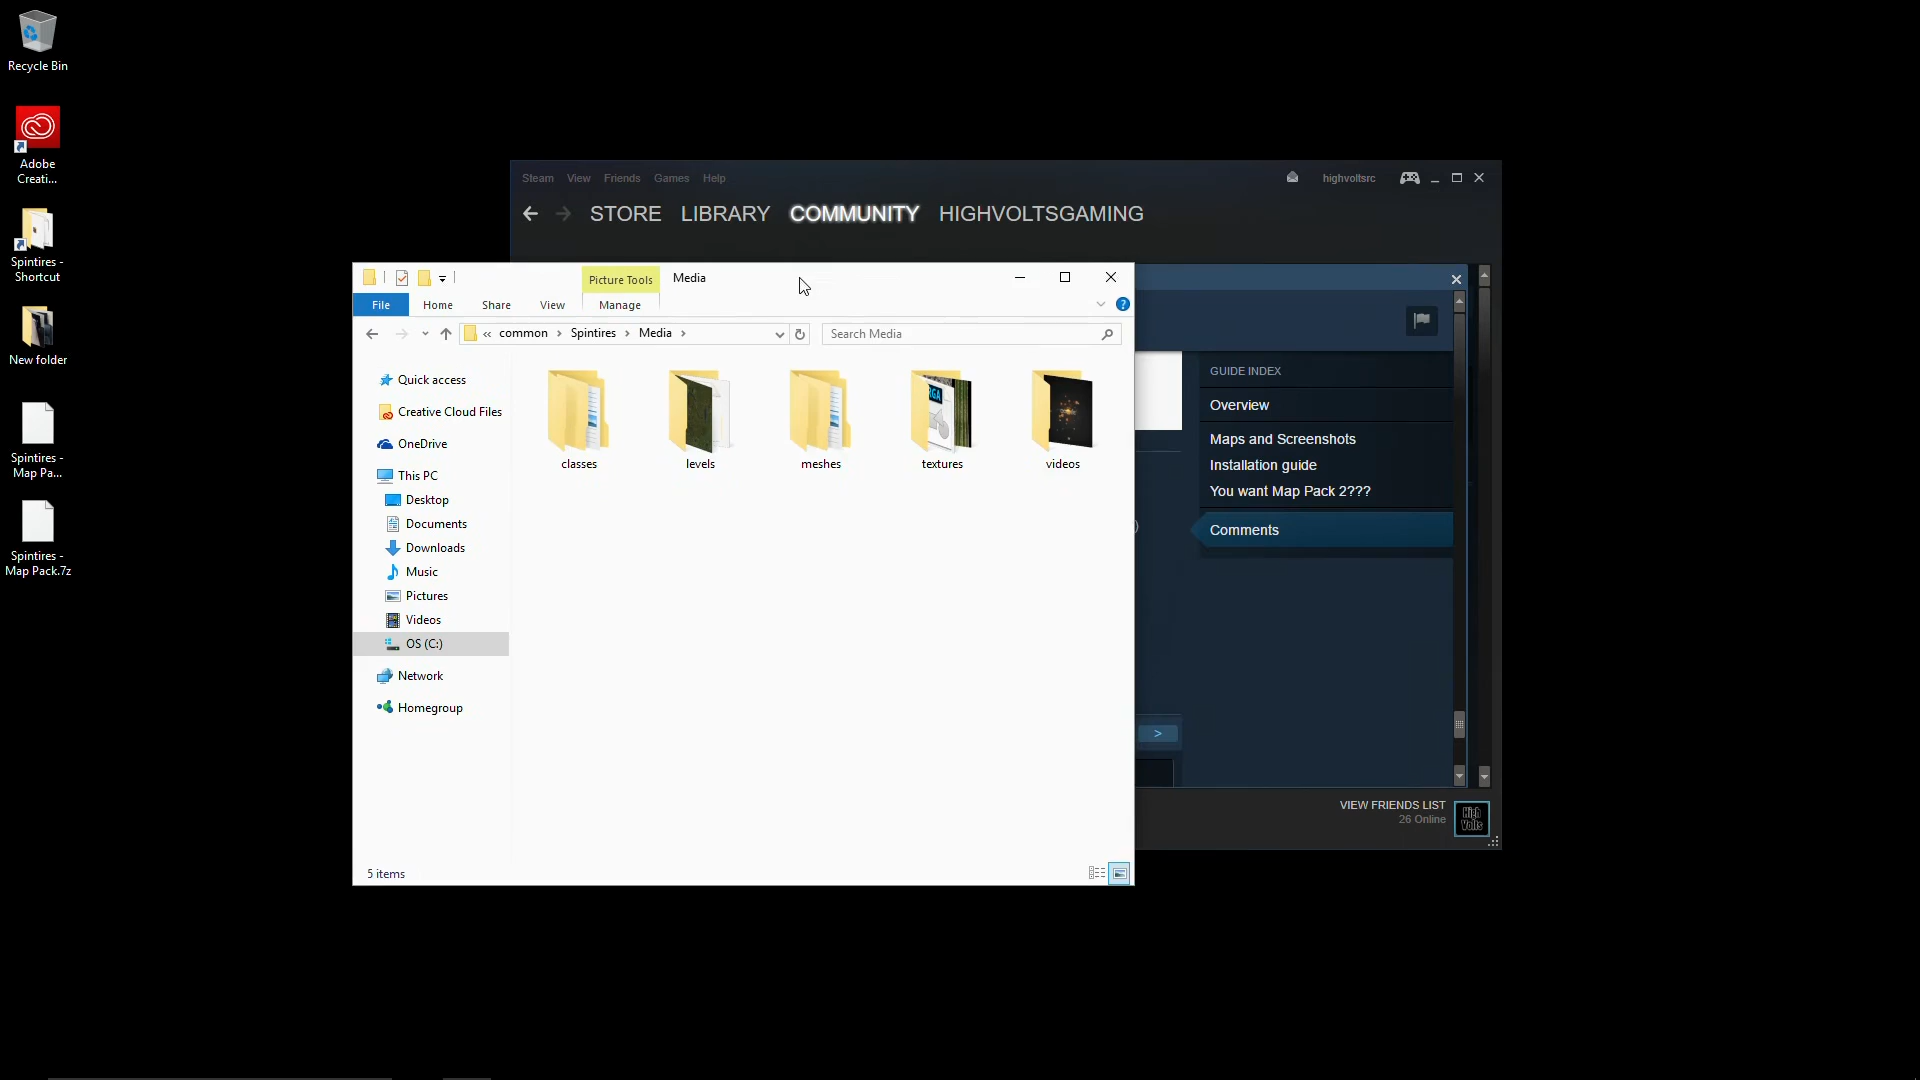 Recycle Bin
Adobe
Creati...
Spintires -
Shortcut
New folder
Spintires -
Map Pa...
Spintires -
Map Pack.7z
Steam View Friends Games Help
highvoltsrc
STORE LIBRARY COMMUNITY HIGHVOLTSGAMING
Picture Tools Media
File Home Share View Manage
« common > Spintires > Media >
Search Media
Quick access
Creative Cloud Files
OneDrive
This PC
Desktop
Documents
Downloads
Music
Pictures
Videos
OS (C:)
Network
Homegroup
classes
levels
meshes
textures
videos
5 items
GUIDE INDEX
Overview
Maps and Screenshots
Installation guide
You want Map Pack 2???
Comments
)
>
VIEW FRIENDS LIST
26 Online
High
Volts